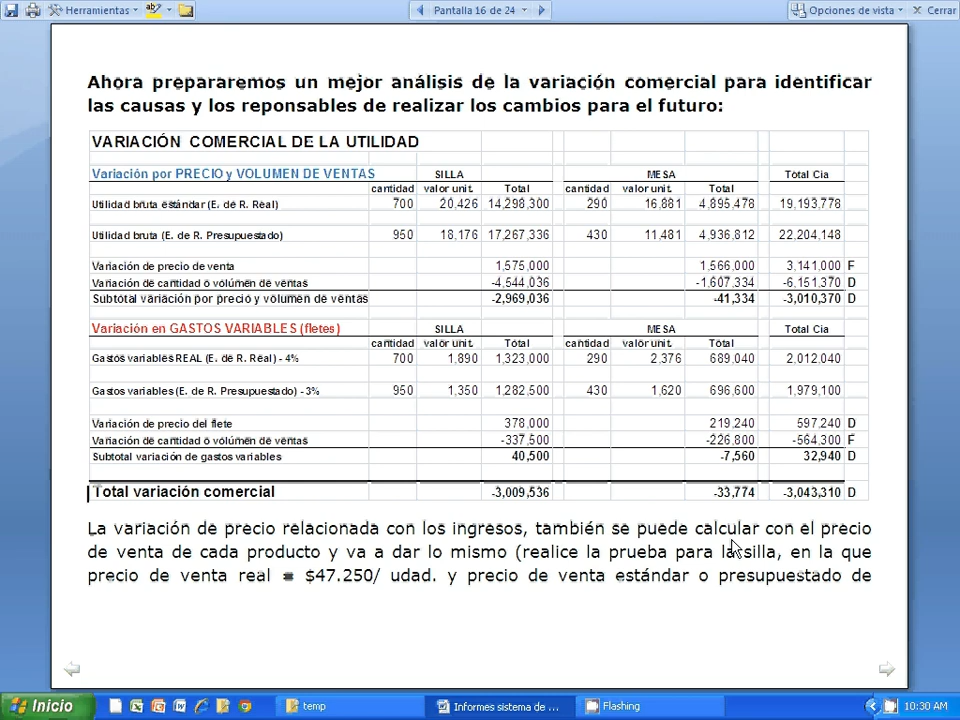 Herramientas
Pantalla 16 de 24
Opciones de vista
Cerrar
Ahora prepararemos un mejor análisis de la variación comercial para identificar
las causas y los reponsables de realizar los cambios para el futuro:
VARIACIÓN COMERCIAL DE LA UTILIDAD
Variación por PRECIO y VOLUMEN DE VENTAS SILLA MESA Total Cia
cantidad valor unit. Total cantidad valor unit. Total
Utilidad bruta estándar (E. de R. Real) 700 20,426 14,298,300 290 16,881 4,895,478 19,193,778
Utilidad bruta (E. de R. Presupuestado) 950 18,176 17,267,336 430 11,481 4,936,812 22,204,148
Variación de precio de venta 1,575,000 1,566,000 3,141,000 F
Variación de cantidad o volúmen de ventas -4,544,036 -1,607,334 -6,151,370 D
Subtotal variación por precio y volumen de ventas -2,969,036 -41,334 -3,010,370 D
Variación en GASTOS VARIABLES (fletes) SILLA MESA Total Cia
cantidad valor unit. Total cantidad valor unit. Total
Gastos variables REAL (E. de R. Real) - 4% 700 1,890 1,323,000 290 2,376 689,040 2,012,040
Gastos variables (E. de R. Presupuestado) - 3% 950 1,350 1,282,500 430 1,620 696,600 1,979,100
Variación de precio del flete 378,000 219,240 597,240 D
Variación de cantidad o volúmen de ventas -337,500 -226,800 -564,300 F
Subtotal variación de gastos variables 40,500 -7,560 32,940 D
Total variación comercial -3,009,536 -33,774 -3,043,310 D
La variación de precio relacionada con los ingresos, también se puede calcular con el precio
de venta de cada producto y va a dar lo mismo (realice la prueba para la silla, en la que
precio de venta real = $47.250/ udad. y precio de venta estándar o presupuestado de
Inicio
temp
Informes sistema de ...
Flashing
10:30 AM